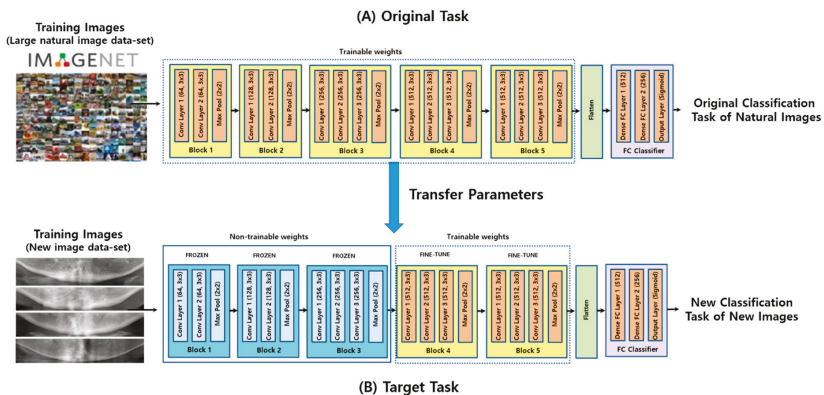 (A) Original Task
Training Images
(Large natural image data-set)
IMAGENET
Trainable weights
Conv Layer 1 (64, 3x3)
Conv Layer 2 (64, 3x3)
Max Pool (2x2)
Block 1
Conv Layer 1 (128, 3x3)
Conv Layer 2 (128, 3x3)
Max Pool (2x2)
Block 2
Conv Layer 1 (256, 3x3)
Conv Layer 2 (256, 3x3)
Conv Layer 3 (256, 3x3)
Max Pool (2x2)
Block 3
Conv Layer 1 (512, 3x3)
Conv Layer 2 (512, 3x3)
Conv Layer 3 (512, 3x3)
Max Pool (2x2)
Block 4
Conv Layer 1 (512, 3x3)
Conv Layer 2 (512, 3x3)
Conv Layer 3 (512, 3x3)
Max Pool (2x2)
Block 5
Flatten
Dense FC Layer 1 (512)
Dense FC Layer 2 (256)
Output Layer (Sigmoid)
FC Classifier
Original Classification
Task of Natural Images
Transfer Parameters
Training Images
(New image data-set)
Non-trainable weights
Trainable weights
FROZEN
Conv Layer 1 (64, 3x3)
Conv Layer 2 (64, 3x3)
Max Pool (2x2)
Block 1
FROZEN
Conv Layer 1 (128, 3x3)
Conv Layer 2 (128, 3x3)
Max Pool (2x2)
Block 2
FROZEN
Conv Layer 1 (256, 3x3)
Conv Layer 2 (256, 3x3)
Conv Layer 3 (256, 3x3)
Max Pool (2x2)
Block 3
FINE-TUNE
Conv Layer 1 (512, 3x3)
Conv Layer 2 (512, 3x3)
Conv Layer 3 (512, 3x3)
Max Pool (2x2)
Block 4
FINE-TUNE
Conv Layer 1 (512, 3x3)
Conv Layer 2 (512, 3x3)
Conv Layer 3 (512, 3x3)
Max Pool (2x2)
Block 5
Flatten
Dense FC Layer 1 (512)
Dense FC Layer 2 (256)
Output Layer (Sigmoid)
FC Classifier
New Classification
Task of New Images
(B) Target Task